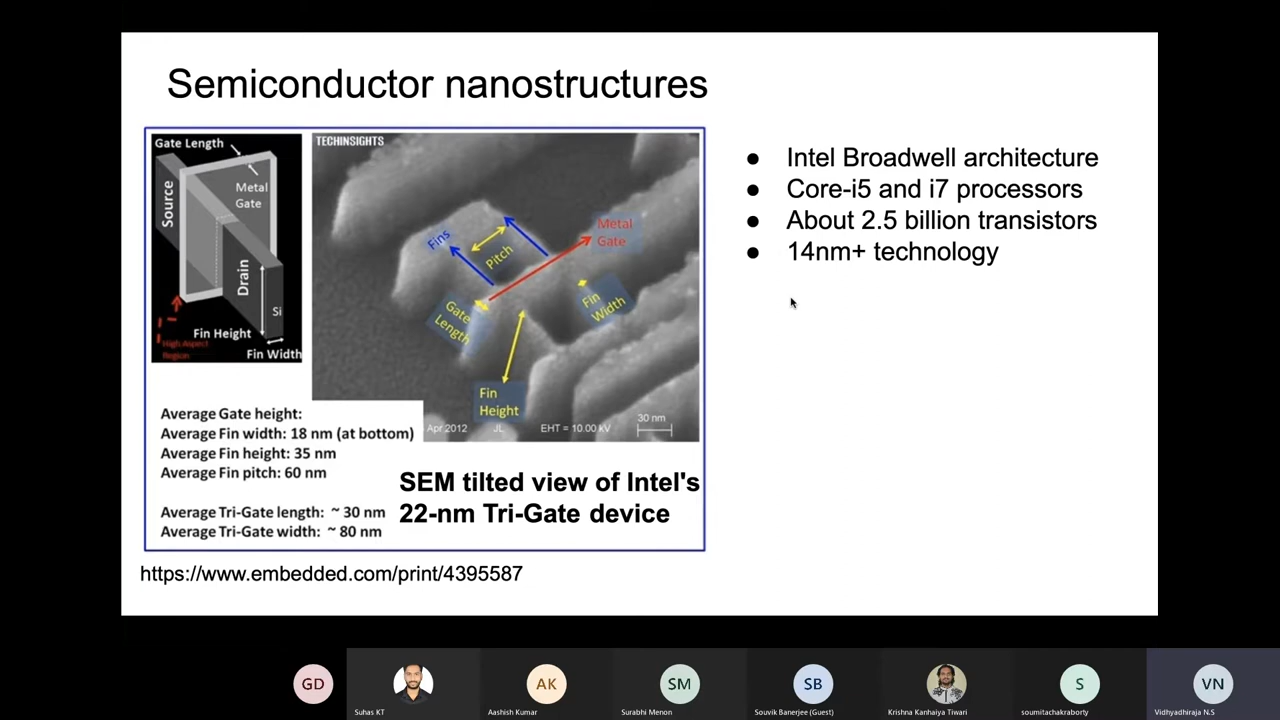 Semiconductor nanostructures
Gate Length
Metal
Gate
Source
Drain
Si
Fin Height
Fin Width
High Aspect
Region
TECHINSIGHTS
Fins
Pitch
Metal
Gate
Gate
Length
Fin
Width
Fin
Height
Apr 2012 JL EHT = 10.00 kV
30 nm
Average Gate height:
Average Fin width: 18 nm (at bottom)
Average Fin height: 35 nm
Average Fin pitch: 60 nm
Average Tri-Gate length: ~ 30 nm
Average Tri-Gate width: ~ 80 nm
SEM tilted view of Intel's
22-nm Tri-Gate device
https://www.embedded.com/print/4395587
● Intel Broadwell architecture
● Core-i5 and i7 processors
● About 2.5 billion transistors
● 14nm+ technology
GD
AK
SM
SB
S
VN
Suhas KT
Aashish Kumar
Surabhi Menon
Souvik Banerjee (Guest)
Krishna Kanhaiya Tiwari
soumitachakraborty
Vidhyadhiraja N.S